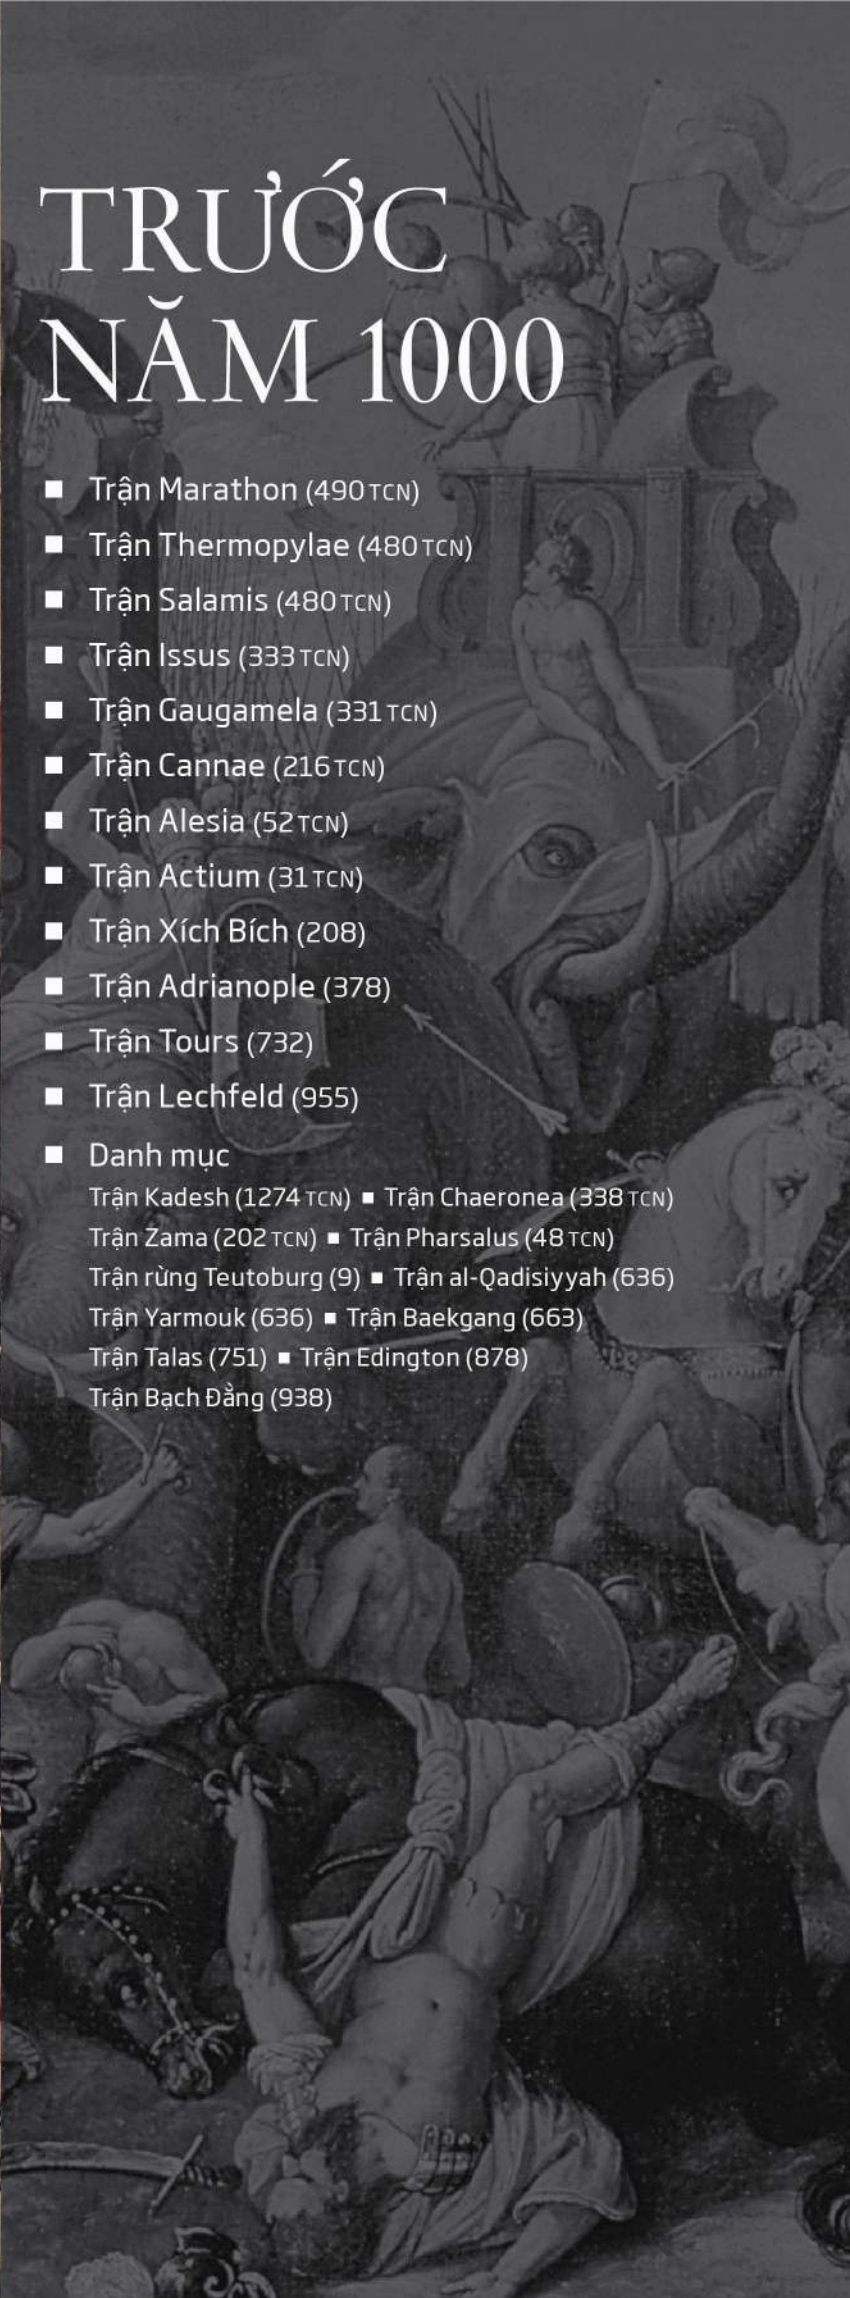 TRƯỚC
NĂM 1000
■ Trận Marathon (490 TCN)
■ Trận Thermopylae (480 TCN)
■ Trận Salamis (480 TCN)
■ Trận Issus (333 TCN)
■ Trận Gaugamela (331 TCN)
■ Trận Cannae (216 TCN)
■ Trận Alesia (52 TCN)
■ Trận Actium (31 TCN)
■ Trận Xích Bích (208)
■ Trận Adrianople (378)
■ Trận Tours (732)
■ Trận Lechfeld (955)
■ Danh mục
Trận Kadesh (1274 TCN) ■ Trận Chaeronea (338 TCN)
Trận Zama (202 TCN) ■ Trận Pharsalus (48 TCN)
Trận rừng Teutoburg (9) ■ Trận al-Qadisiyyah (636)
Trận Yarmouk (636) ■ Trận Baekgang (663)
Trận Talas (751) ■ Trận Edington (878)
Trận Bạch Đằng (938)